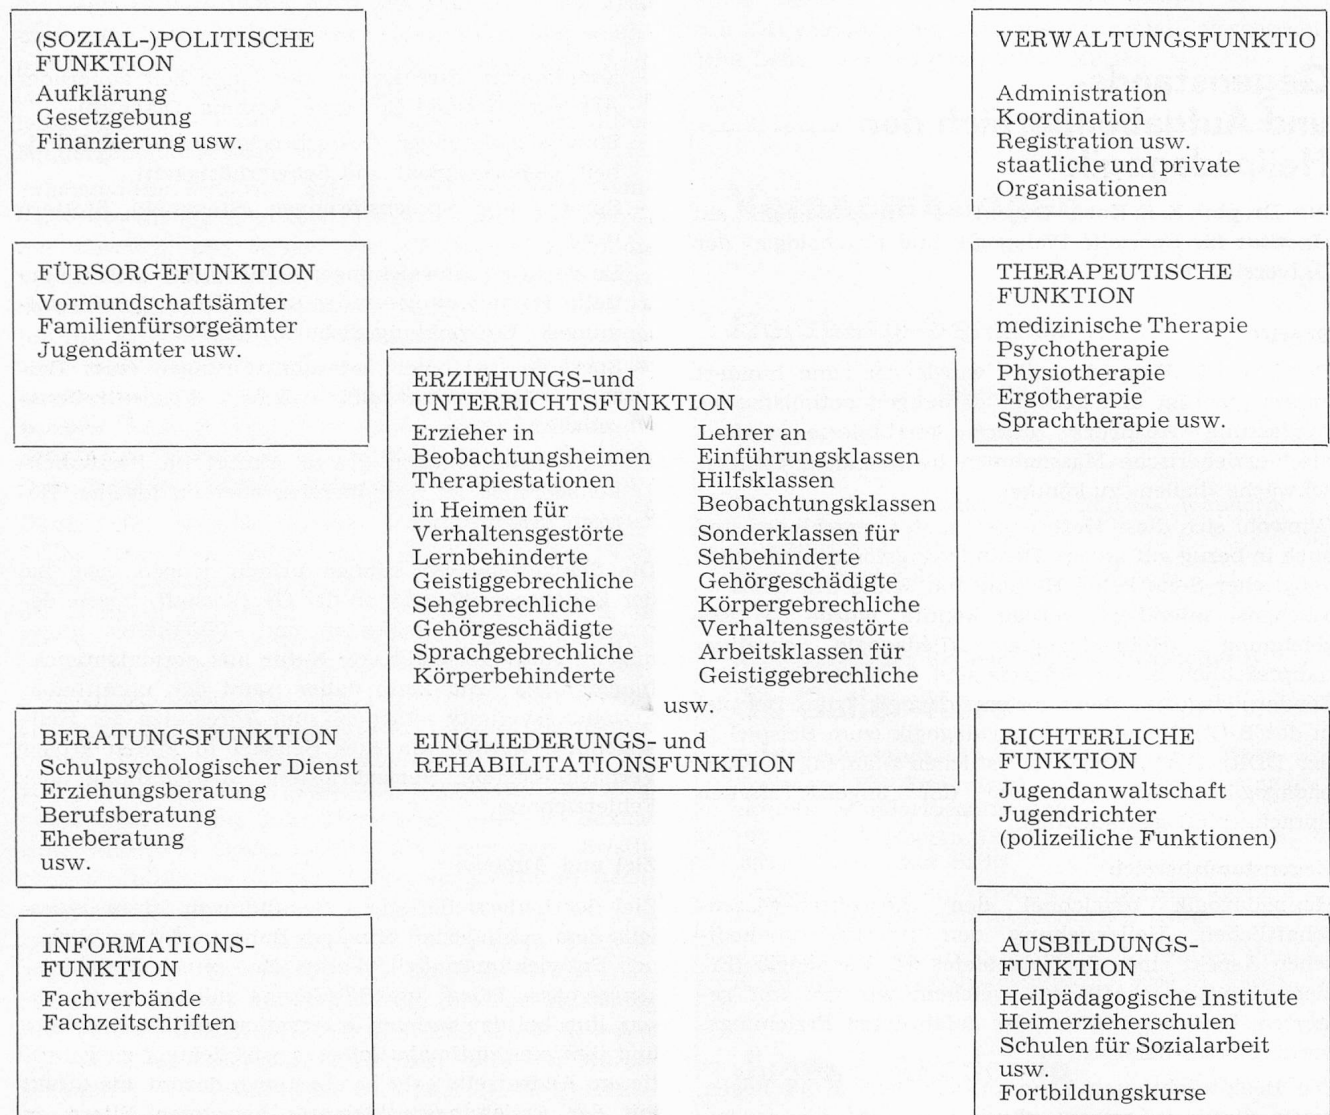 (SOZIAL-)POLITISCHE
FUNKTION
Aufklärung
Gesetzgebung
Finanzierung usw.
VERWALTUNGSFUNKTIO
Administration
Koordination
Registration usw.
staatliche und private
Organisationen
FÜRSORGEFUNKTION
Vormundschaftsämter
Familienfürsorgeämter
Jugendämter usw.
THERAPEUTISCHE
FUNKTION
medizinische Therapie
Psychotherapie
Physiotherapie
Ergotherapie
Sprachtherapie usw.
ERZIEHUNGS-und
UNTERRICHTSFUNKTION
Erzieher in
Beobachtungsheimen
Therapiestationen
in Heimen für
Verhaltensgestörte
Lernbehinderte
Geistiggebrechliche
Sehgebrechliche
Gehörgeschädigte
Sprachgebrechliche
Körperbehinderte
Lehrer an
Einführungsklassen
Hilfsklassen
Beobachtungsklassen
Sonderklassen für
Sehbehinderte
Gehörgeschädigte
Körpergebrechliche
Verhaltensgestörte
Arbeitsklassen für
Geistiggebrechliche
usw.
EINGLIEDERUNGS- und
REHABILITATIONSFUNKTION
BERATUNGSFUNKTION
Schulpsychologischer Dienst
Erziehungsberatung
Berufsberatung
Eheberatung
usw.
RICHTERLICHE
FUNKTION
Jugendanwaltschaft
Jugendrichter
(polizeiliche Funktionen)
INFORMATIONS-
FUNKTION
Fachverbände
Fachzeitschriften
AUSBILDUNGS-
FUNKTION
Heilpädagogische Institute
Heimerzieherschulen
Schulen für Sozialarbeit
usw.
Fortbildungskurse